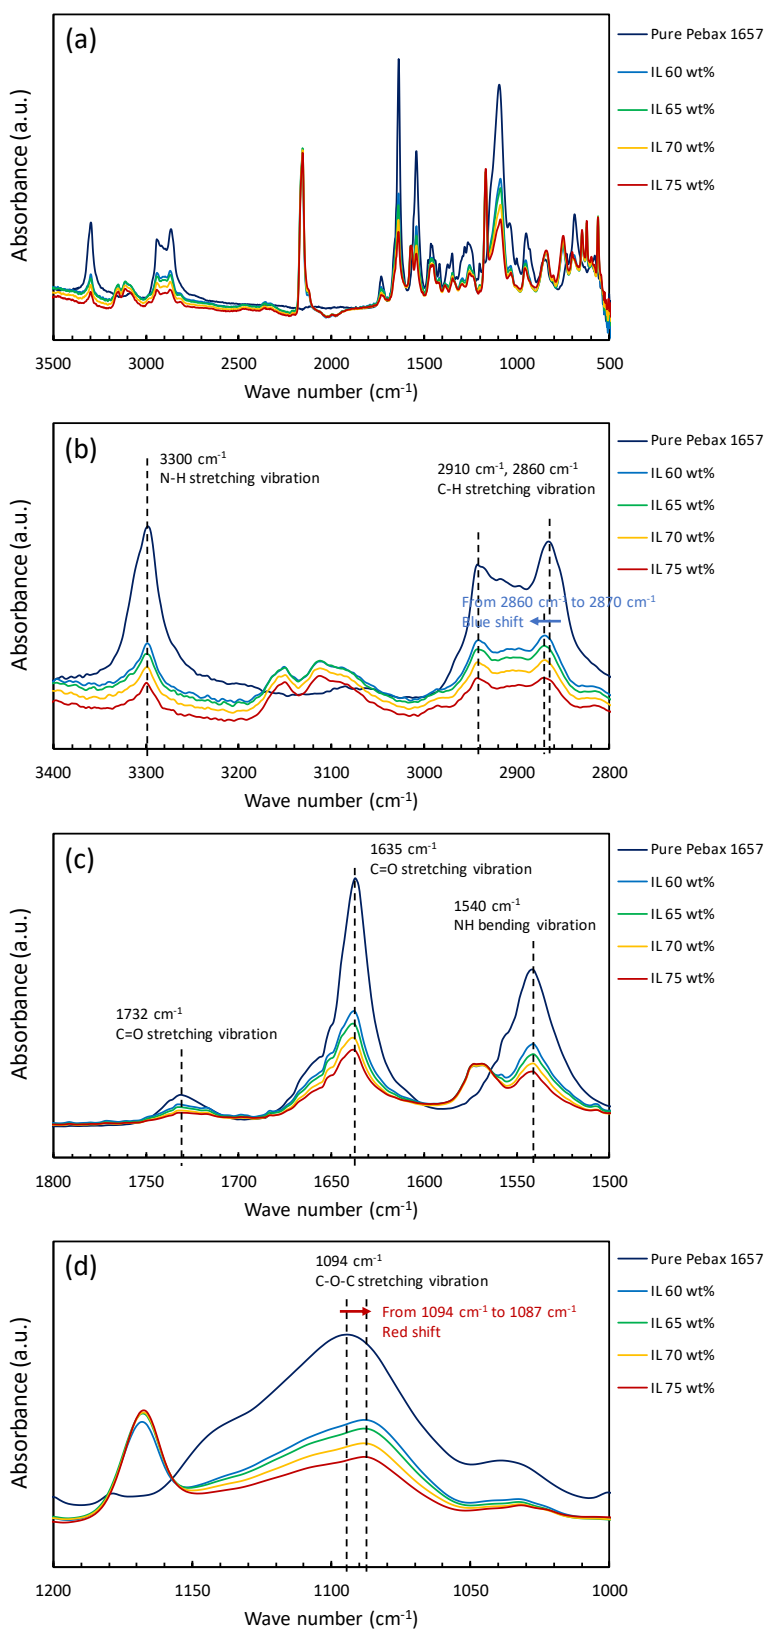 (a)
Absorbance (a.u.)
Pure Pebax 1657
IL 60 wt%
IL 65 wt%
IL 70 wt%
IL 75 wt%
3500 3000 2500 2000 1500 1000 500
Wave number (cm⁻¹)
(b)
Absorbance (a.u.)
3300 cm⁻¹
N-H stretching vibration
2910 cm⁻¹, 2860 cm⁻¹
C-H stretching vibration
From 2860 cm⁻¹ to 2870 cm⁻¹
Blue shift
Pure Pebax 1657
IL 60 wt%
IL 65 wt%
IL 70 wt%
IL 75 wt%
3400 3300 3200 3100 3000 2900 2800
Wave number (cm⁻¹)
(c)
Absorbance (a.u.)
1732 cm⁻¹
C=O stretching vibration
1635 cm⁻¹
C=O stretching vibration
1540 cm⁻¹
NH bending vibration
Pure Pebax 1657
IL 60 wt%
IL 65 wt%
IL 70 wt%
IL 75 wt%
1800 1750 1700 1650 1600 1550 1500
Wave number (cm⁻¹)
(d)
Absorbance (a.u.)
1094 cm⁻¹
C-O-C stretching vibration
From 1094 cm⁻¹ to 1087 cm⁻¹
Red shift
Pure Pebax 1657
IL 60 wt%
IL 65 wt%
IL 70 wt%
IL 75 wt%
1200 1150 1100 1050 1000
Wave number (cm⁻¹)